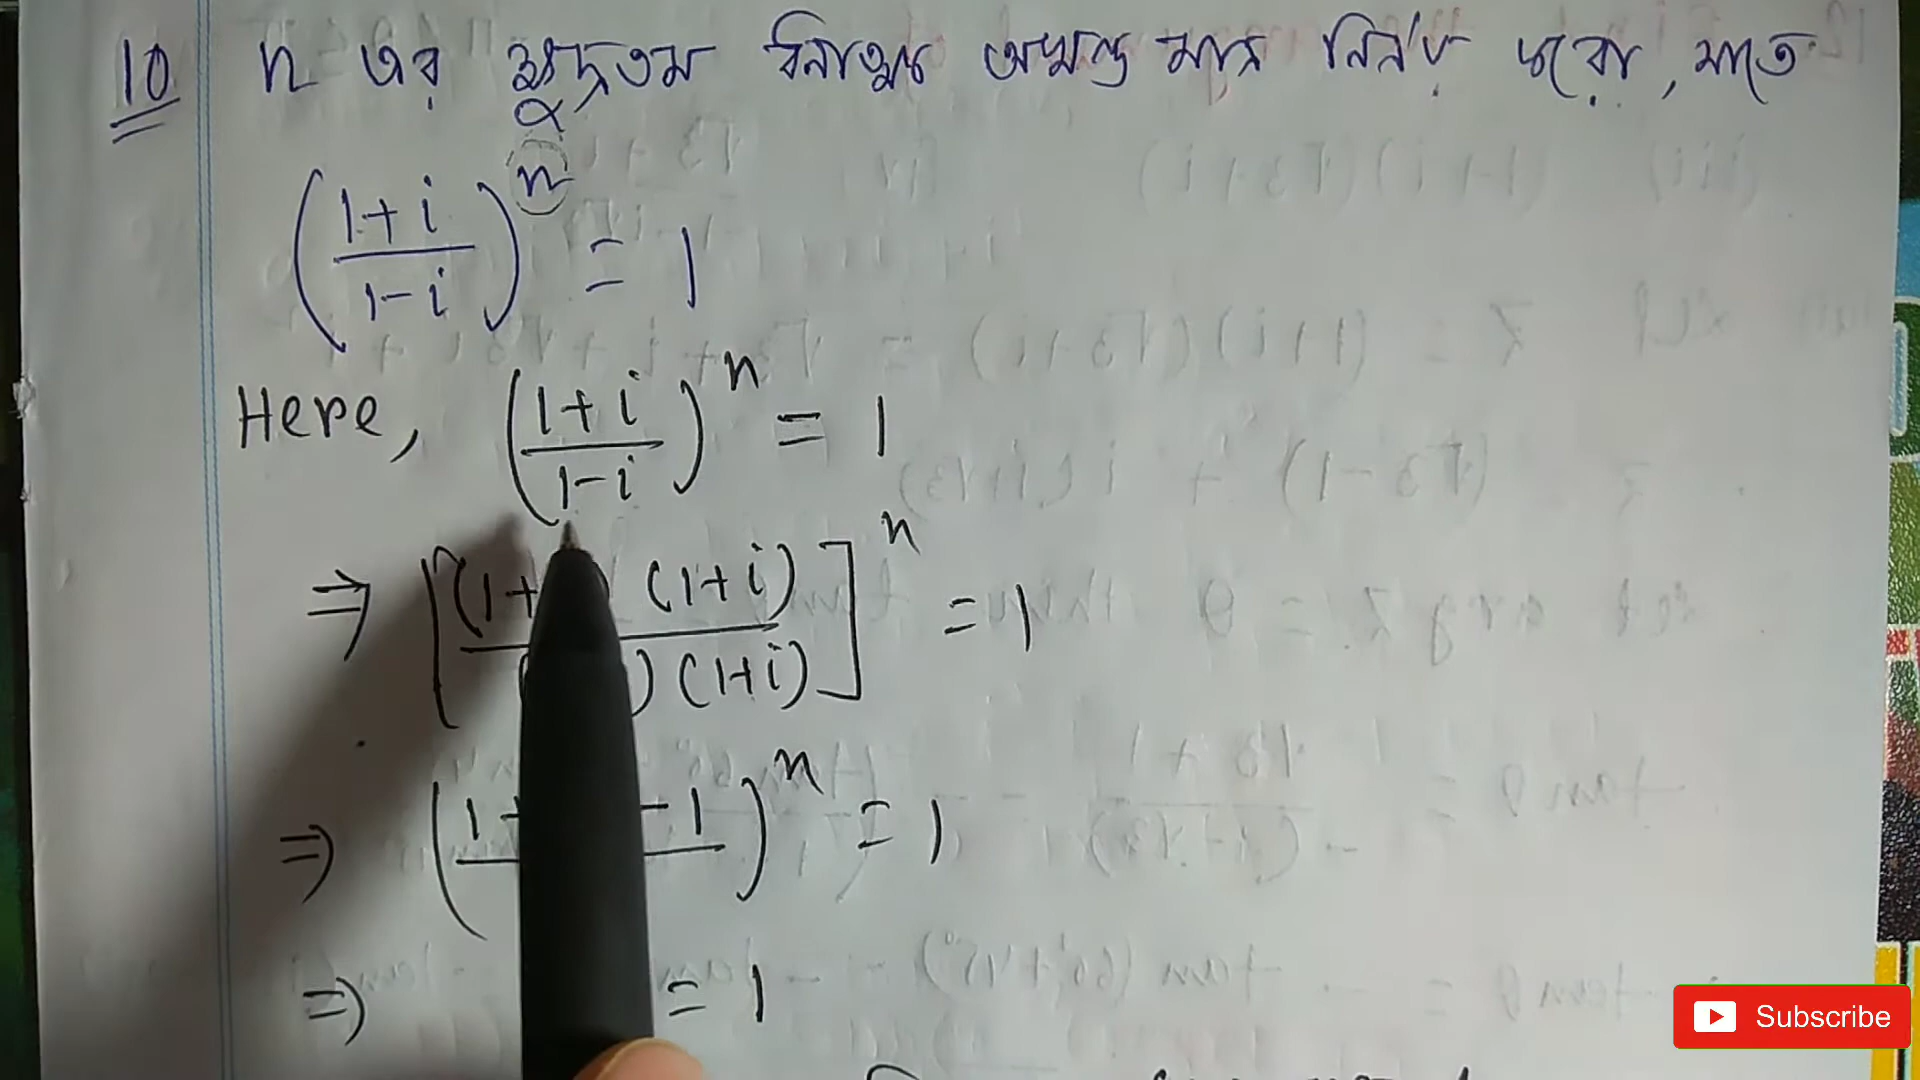 10 n এর ক্ষুদ্রতম ধনাত্মক অখন্ড মান নির্ণয় করো, যাতে
(1+i / 1-i)^n = 1
Here, (1+i / 1-i)^n = 1
⇒ [(1+ ) (1+i) / ( ) (1+i)]^n = 1
⇒ (1+ -1 / )^n = 1
⇒ = 1
Subscribe